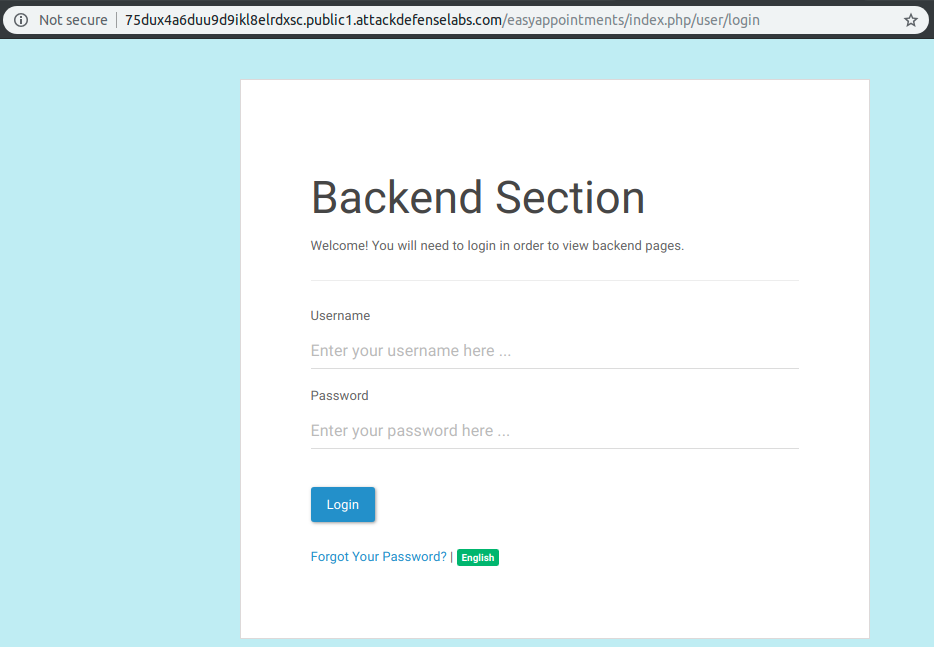 Not secure | 75dux4a6duu9d9ikl8elrdxsc.public1.attackdefenselabs.com/easyappointments/index.php/user/login
Backend Section
Welcome! You will need to login in order to view backend pages.
Username
Enter your username here ...
Password
Enter your password here ...
Login
Forgot Your Password? | English